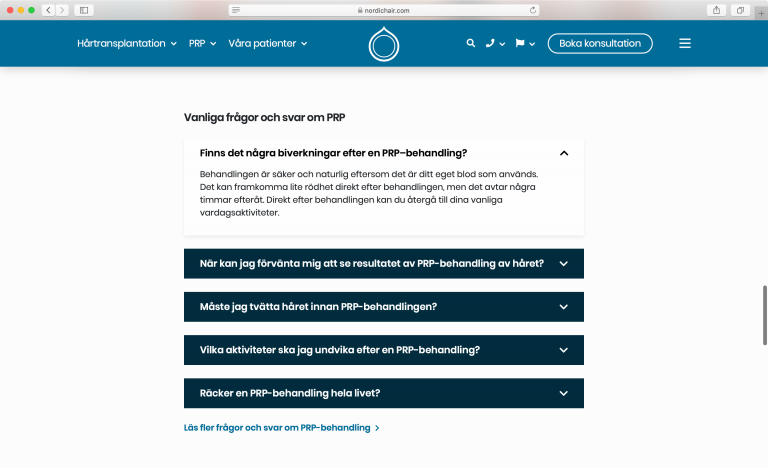 nordichair.com
Hårtransplantation PRP Våra patienter Boka konsultation
Vanliga frågor och svar om PRP
Finns det några biverkningar efter en PRP–behandling?
Behandlingen är säker och naturlig eftersom det är ditt eget blod som används.
Det kan framkomma lite rödhet direkt efter behandlingen, men det avtar några
timmar efteråt. Direkt efter behandlingen kan du återgå till dina vanliga
vardagsaktiviteter.
När kan jag förvänta mig att se resultatet av PRP-behandling av håret?
Måste jag tvätta håret innan PRP-behandlingen?
Vilka aktiviteter ska jag undvika efter en PRP-behandling?
Räcker en PRP-behandling hela livet?
Läs fler frågor och svar om PRP-behandling